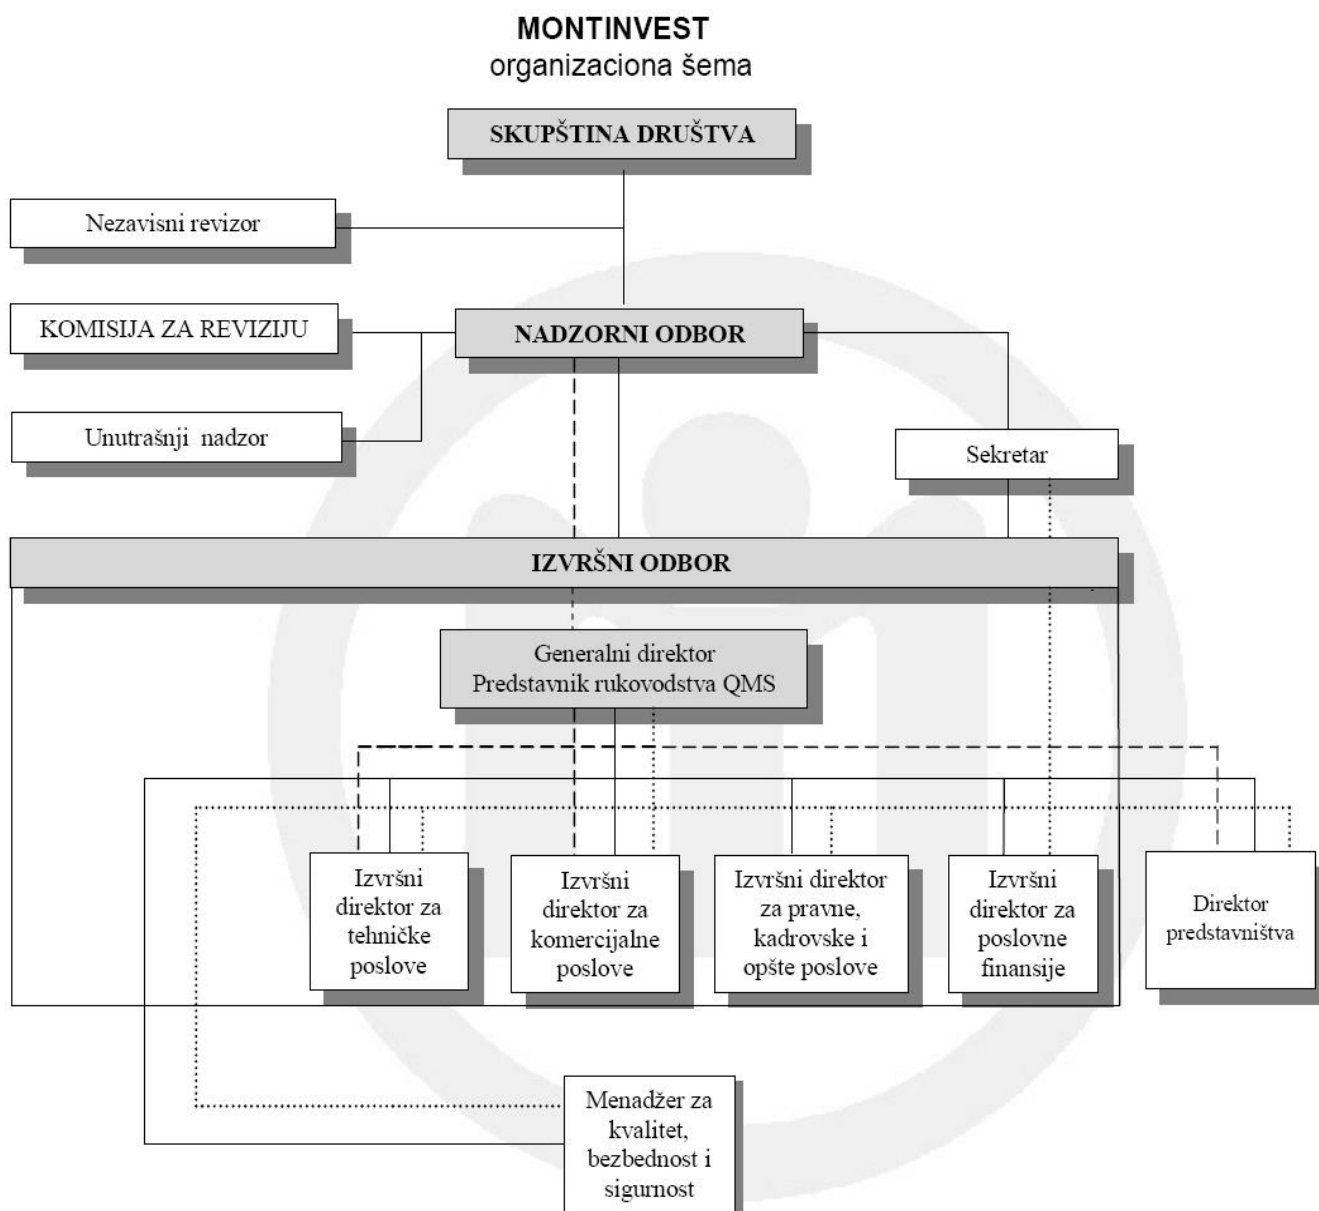 MONTINVEST
organizaciona šema
SKUPŠTINA DRUŠTVA
Nezavisni revizor
KOMISIJA ZA REVIZIJU
NADZORNI ODBOR
Unutrašnji nadzor
Sekretar
IZVRŠNI ODBOR
Generalni direktor
Predstavnik rukovodstva QMS
Izvršni
direktor za
tehničke
poslove
Izvršni
direktor za
komercijalne
poslove
Izvršni direktor
za pravne,
kadrovske i
opšte poslove
Izvršni
direktor za
poslovne
finansije
Direktor
predstavništva
Menadžer za
kvalitet,
bezbednost i
sigurnost